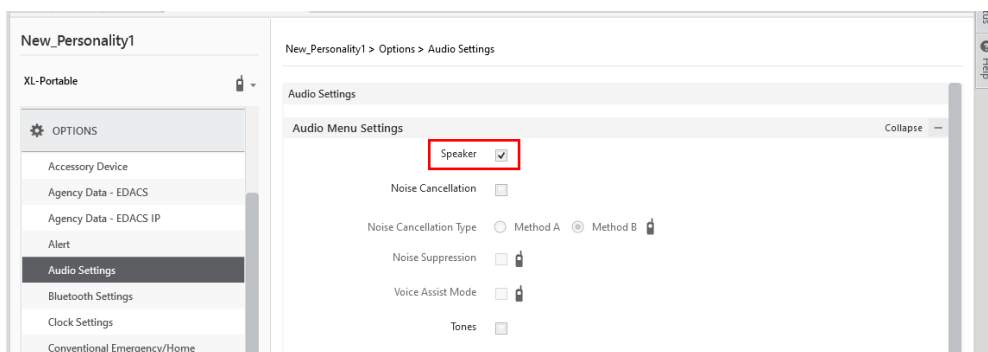 New_Personality1
XL-Portable
OPTIONS
Accessory Device
Agency Data - EDACS
Agency Data - EDACS IP
Alert
Audio Settings
Bluetooth Settings
Clock Settings
Conventional Emergency/Home
New_Personality1 > Options > Audio Settings
Audio Settings
Audio Menu Settings Collapse
Speaker
Noise Cancellation
Noise Cancellation Type Method A Method B
Noise Suppression
Voice Assist Mode
Tones
Help